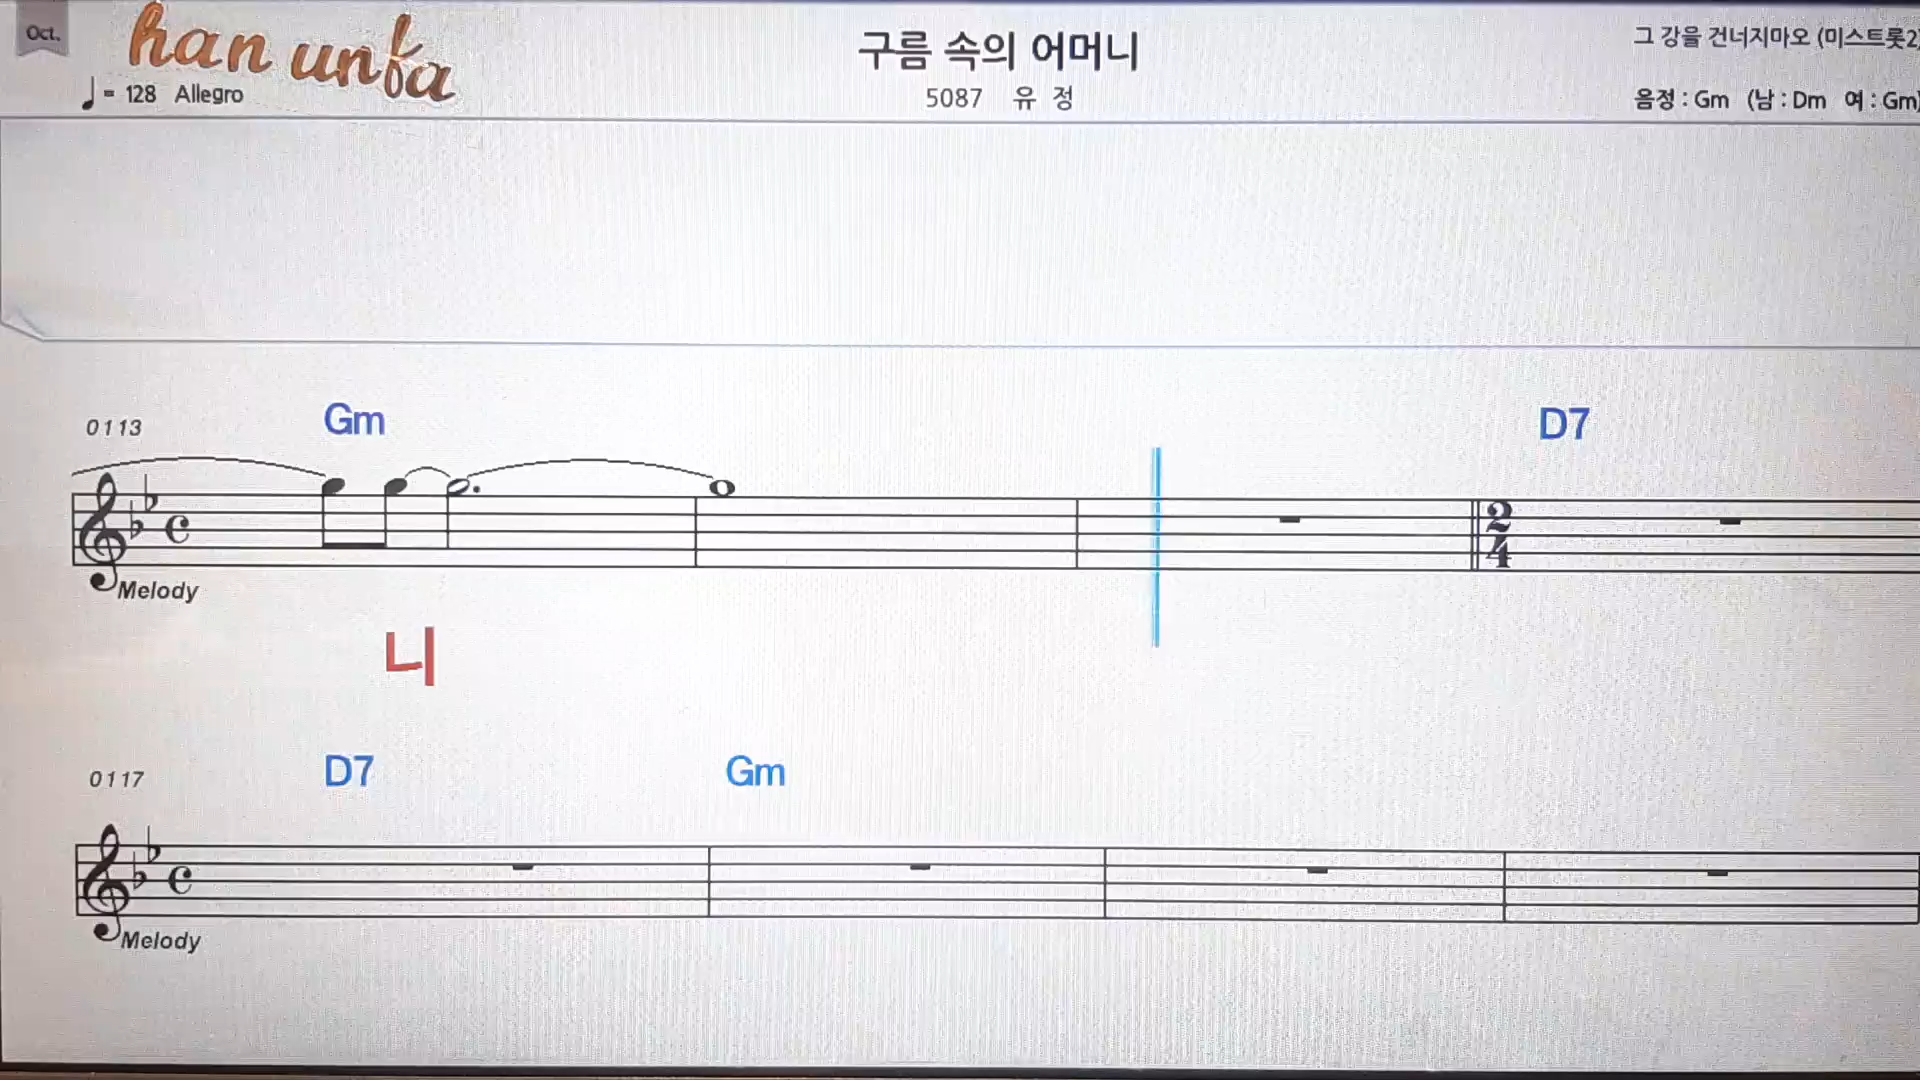 Oct.
han unfa
구름 속의 어머니
그 강을 건너지마오 (미스트롯2)
♩= 128 Allegro
5087 유 정
음정 : Gm (남 : Dm 여 : Gm)
0113 Gm D7
2
4
Melody
니
0117 D7 Gm
Melody